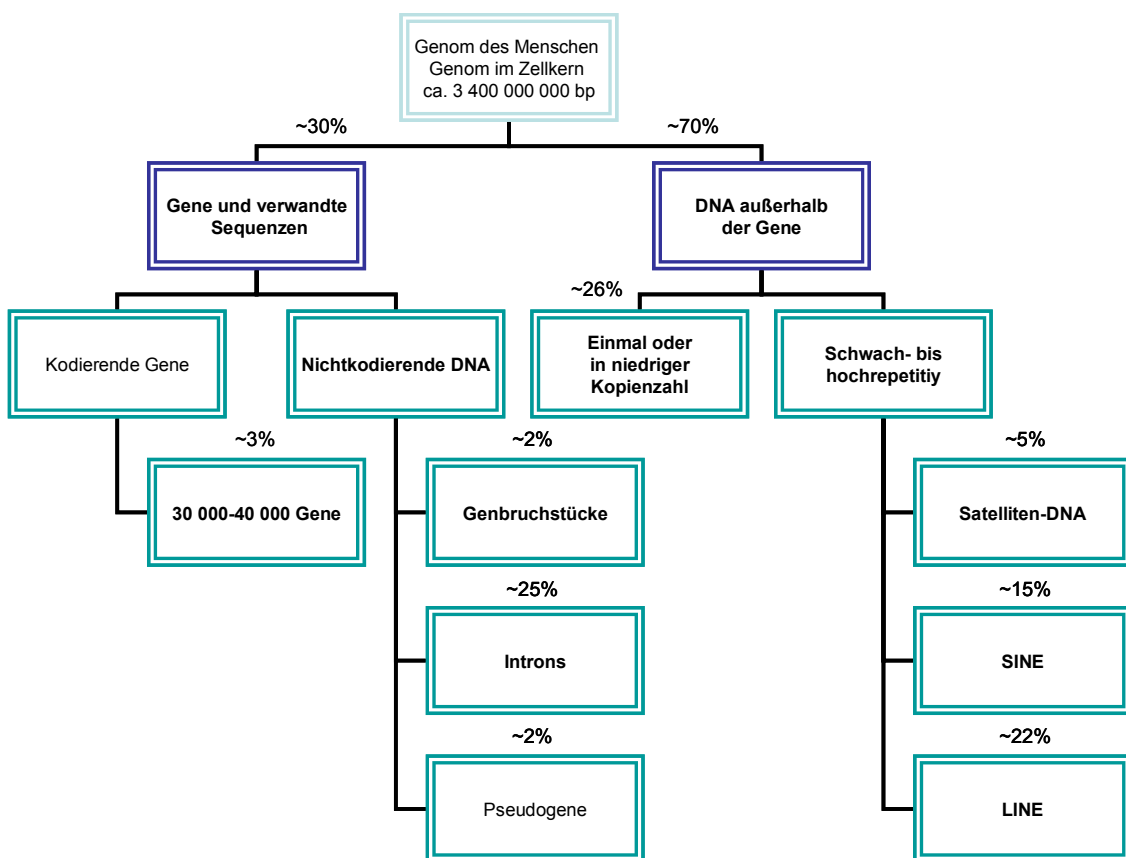 Genom des Menschen
Genom im Zellkern
ca. 3 400 000 000 bp
~30%
~70%
Gene und verwandte
Sequenzen
DNA außerhalb
der Gene
~26%
Kodierende Gene
Nichtkodierende DNA
Einmal oder
in niedriger
Kopienzahl
Schwach- bis
hochrepetitiy
~3%
~2%
~5%
30 000-40 000 Gene
Genbruchstücke
Satelliten-DNA
~25%
~15%
Introns
SINE
~2%
~22%
Pseudogene
LINE